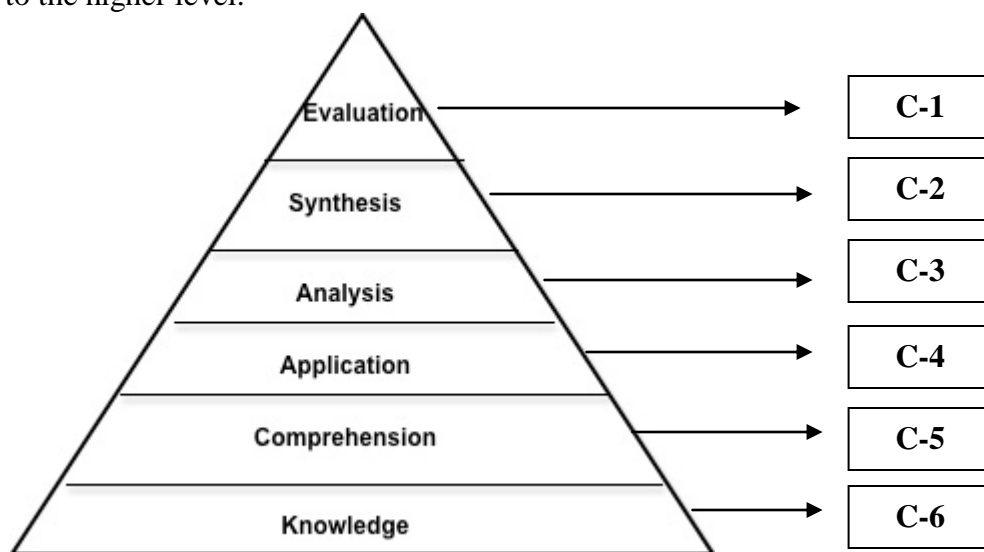 to the higher level.
Evaluation
C-1
Synthesis
C-2
Analysis
C-3
Application
C-4
Comprehension
C-5
Knowledge
C-6